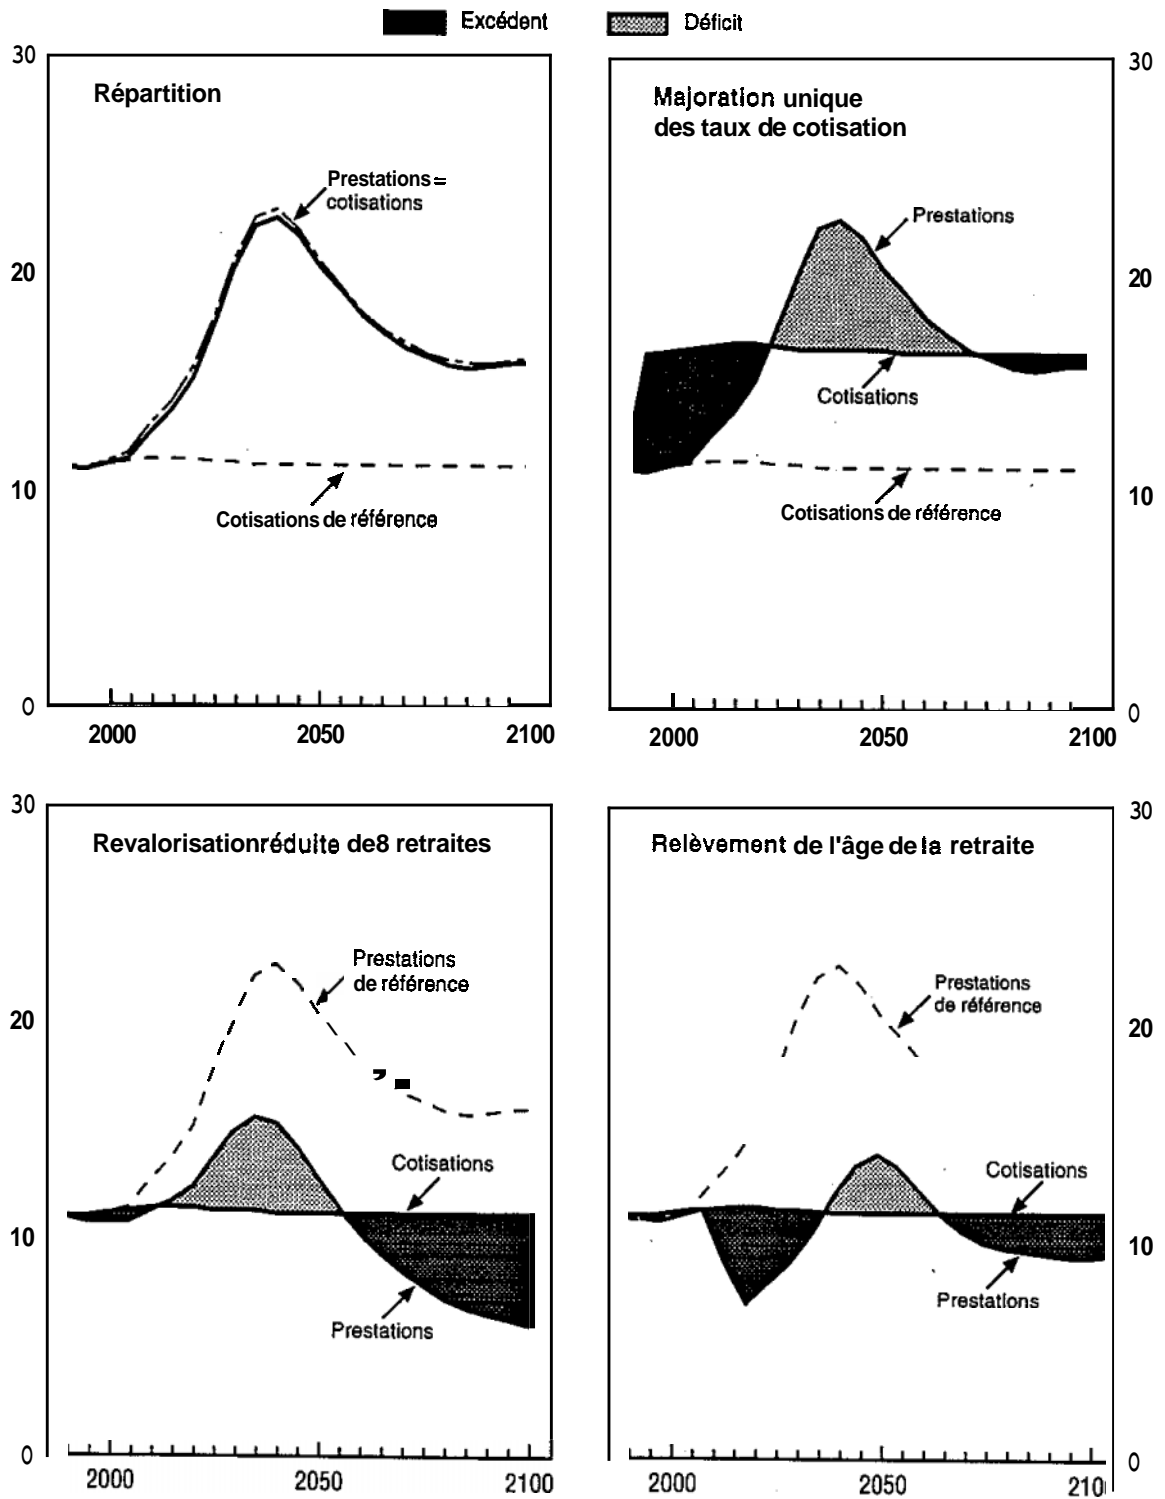 Excédent
Déficit
30
Répartition
Prestations =
cotisations
20
10
Cotisations de référence
0
2000
2050
2100
30
Majoration unique
des taux de cotisation
Prestations
20
Cotisations
10
Cotisations de référence
0
2000
2050
2100
30
Revalorisation réduite de8 retraites
Prestations
de référence
20
Cotisations
10
Prestations
0
2000
2050
2100
30
Relèvement de l'âge de la retraite
Prestations
de référence
20
Cotisations
10
Prestations
0
2000
2050
210